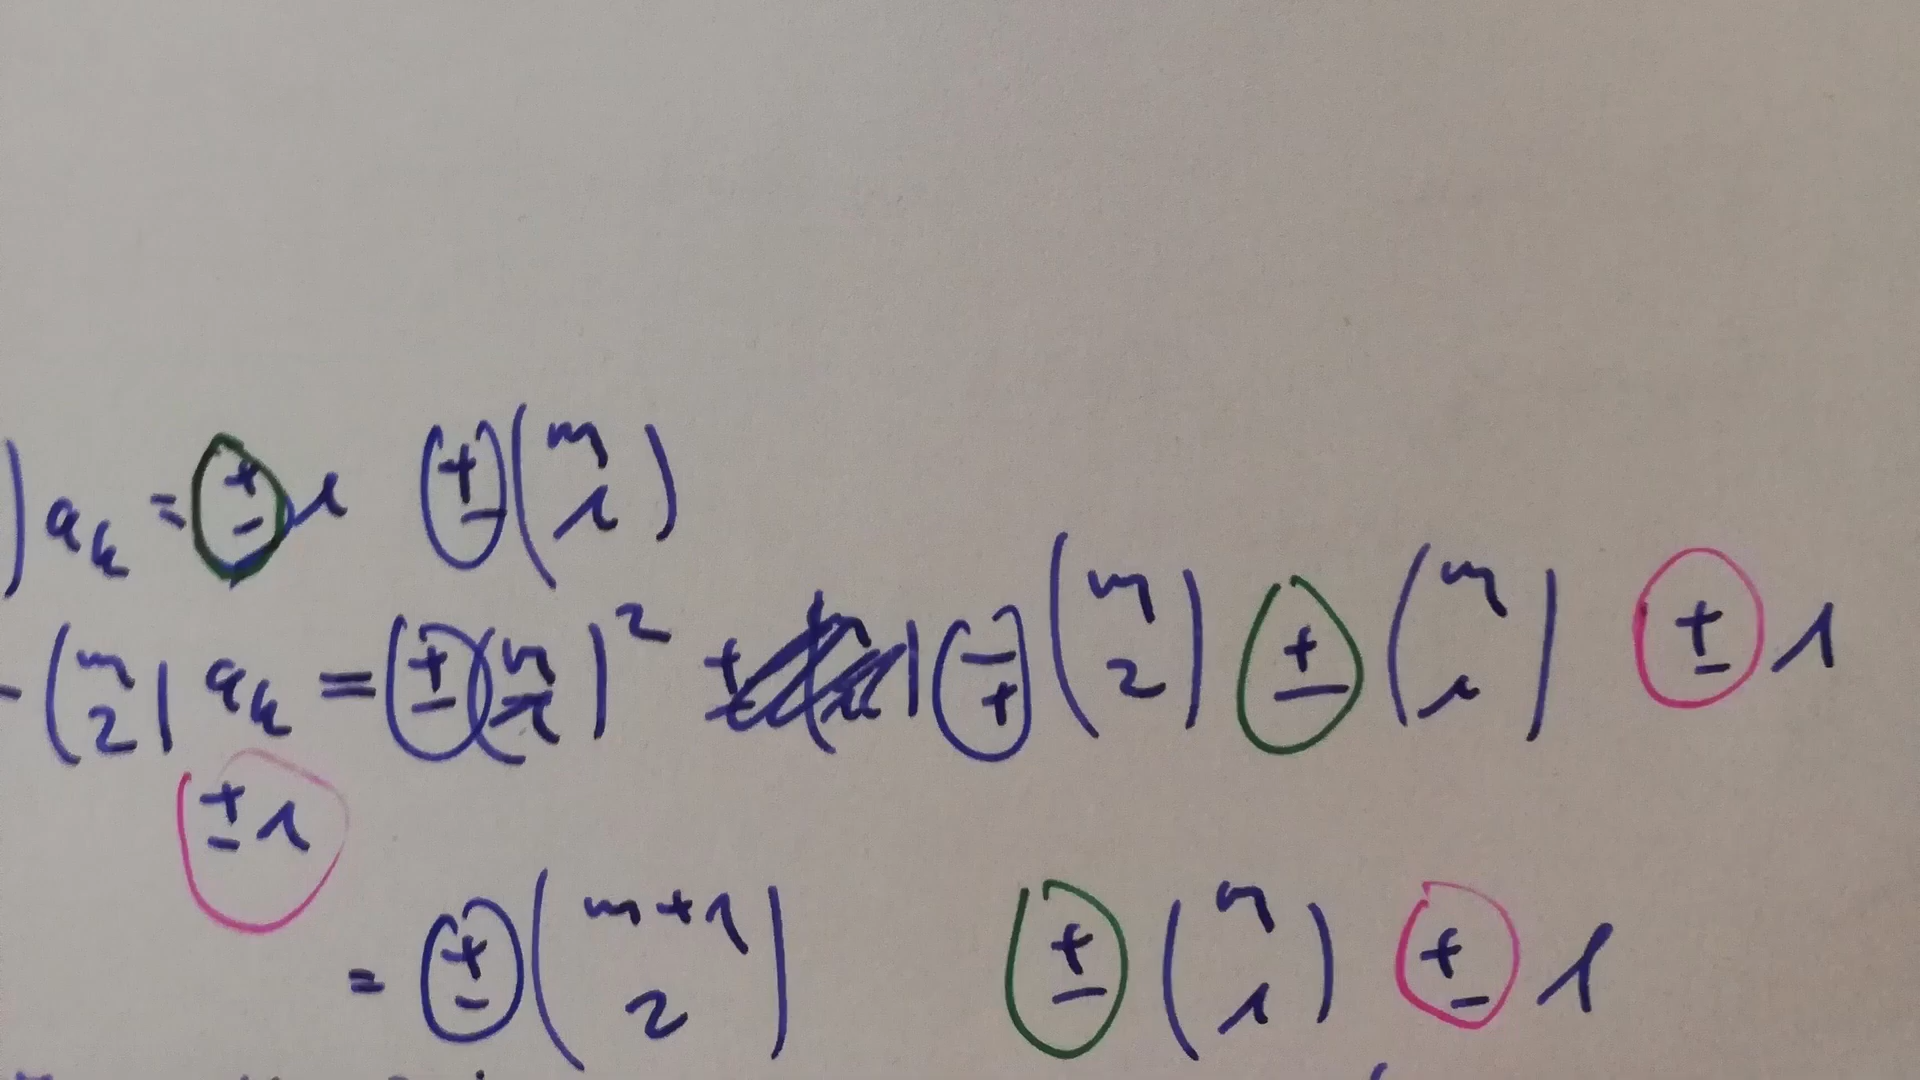 ) a_k = ± 1 ± (m 1)
- (m 2) a_k = ± (m 1)² + ∓ (m 2) ± (m 1) ± 1
± 1
= ± (m+1 2) ± (m 1) ± 1